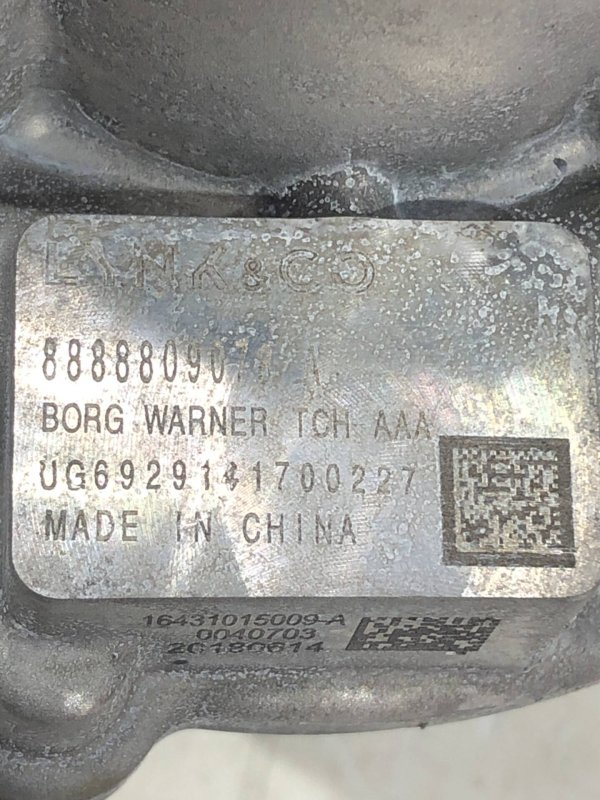 LYNK&CO
BORG WARNER TCH AAA
UG6929141700227
MADE IN CHINA
16431015009-A
0040703
20180614